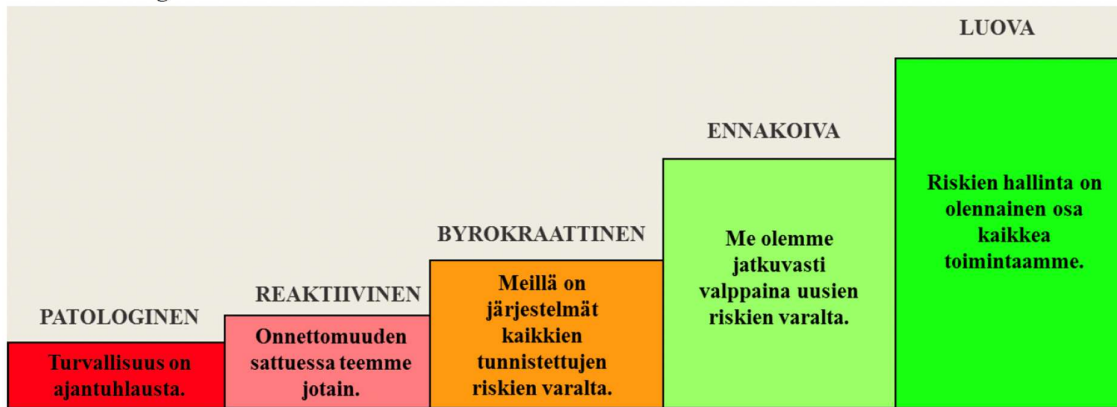 PATOLOGINEN
Turvallisuus on
ajantuhlausta.
REAKTIIVINEN
Onnettomuuden
sattuessa teemme
jotain.
BYROKRAATTINEN
Meillä on
järjestelmät
kaikkien
tunnistettujen
riskien varalta.
ENNAKOIVA
Me olemme
jatkuvasti
valppaina uusien
riskien varalta.
LUOVA
Riskien hallinta on
olennainen osa
kaikkea
toimintaamme.